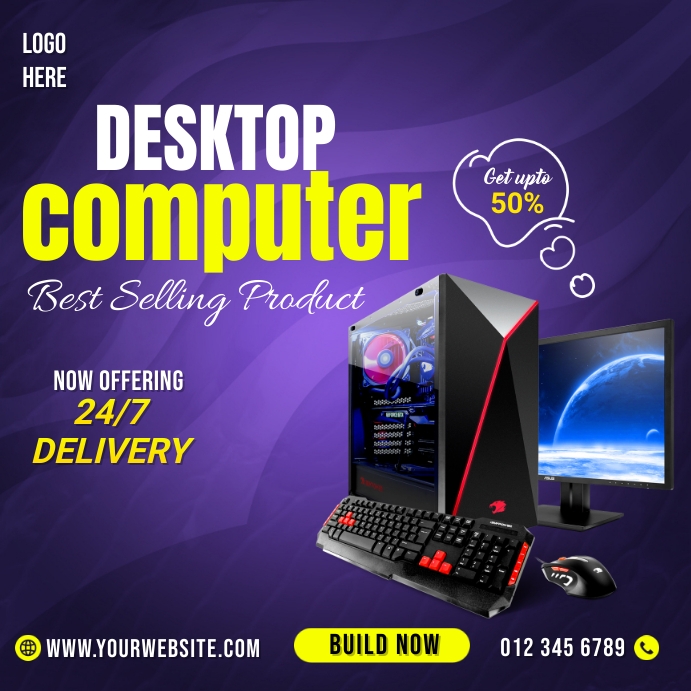 LOGO
HERE
DESKTOP
computer
Best Selling Product
Get upto
50%
NOW OFFERING
24/7
DELIVERY
ASUS
WWW.YOURWEBSITE.COM
BUILD NOW
012 345 6789